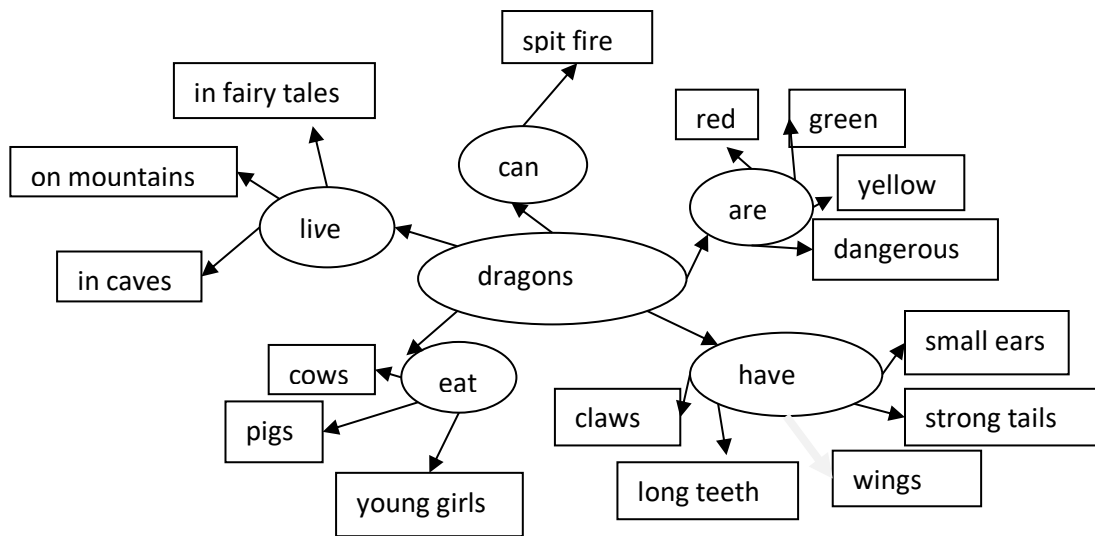 spit fire
in fairy tales
red
green
on mountains
can
yellow
live
are
dangerous
in caves
dragons
small ears
cows
eat
have
claws
strong tails
pigs
long teeth
wings
young girls